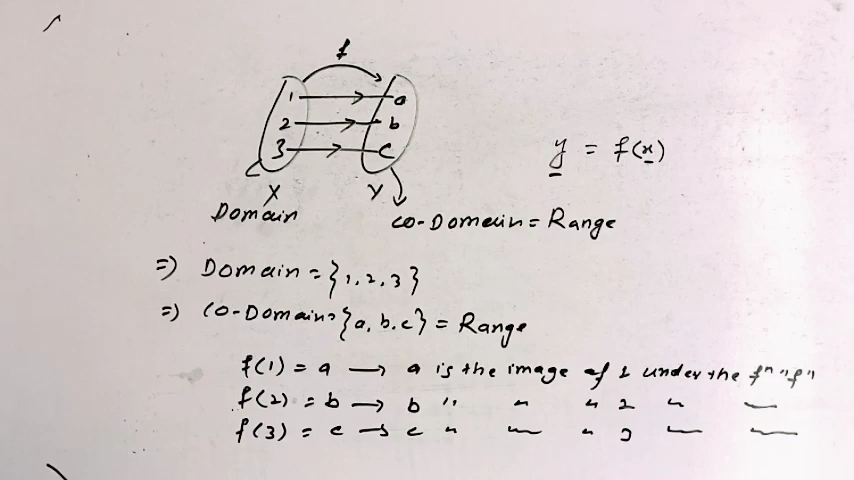 f
1 a
2 b
3 c
y = f(x)
X Y
Domain co-Domain = Range
=) Domain = {1, 2, 3}
=) co-Domain = {a, b, c} = Range
f(1) = a → a is the image of 1 under the fⁿ "f"
f(2) = b → b " " " 2 " —
f(3) = c → c " — " 3 — —